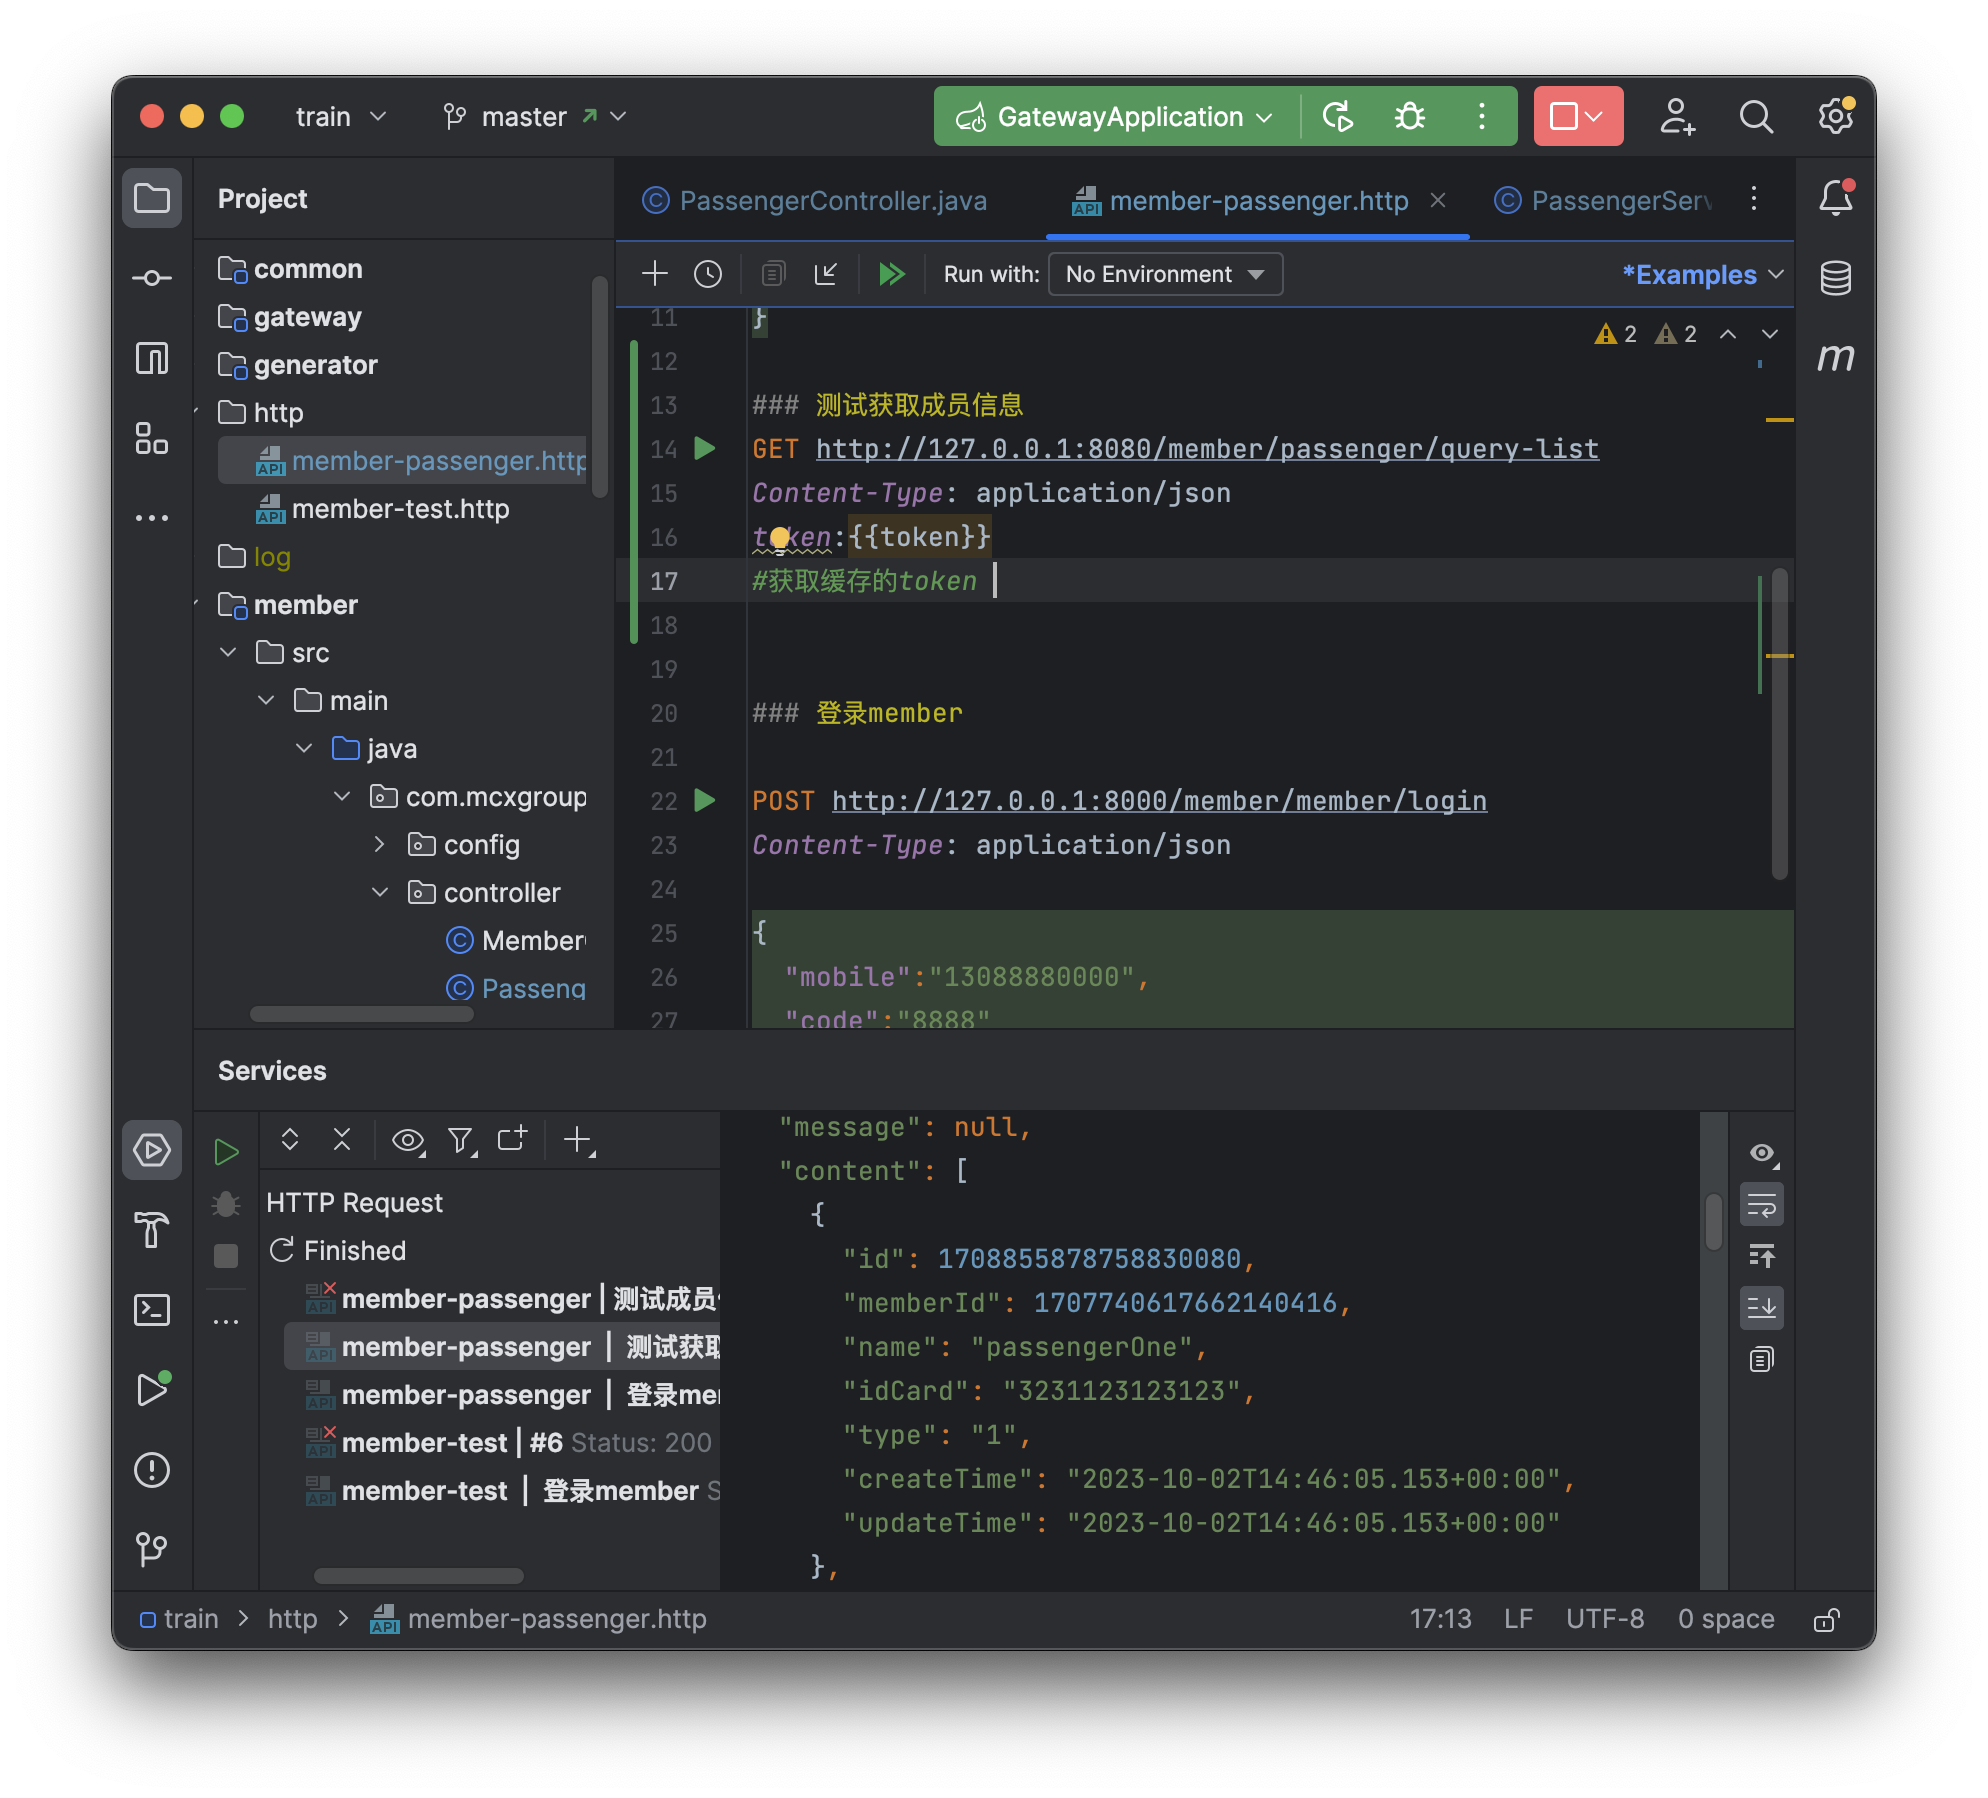 train
master
GatewayApplication
Project
PassengerController.java
member-passenger.http
PassengerServ
Run with:
No Environment
*Examples
common
gateway
generator
http
member-passenger.http
member-test.http
log
member
src
main
java
com.mcxgroup
config
controller
Member
Passeng
2
2
m
11 }
12
13 ### 测试获取成员信息
14 GET http://127.0.0.1:8080/member/passenger/query-list
15 Content-Type: application/json
16 token:{{token}}
17 #获取缓存的token
18
19
20 ### 登录member
21
22 POST http://127.0.0.1:8000/member/member/login
23 Content-Type: application/json
24
25 {
26 "mobile":"13088880000",
27 "code":"8888"
Services
HTTP Request
Finished
API member-passenger | 测试成员
API member-passenger | 测试获取
API member-passenger | 登录me
API member-test | #6 Status: 200
API member-test | 登录member S
"message": null,
"content": [
{
"id": 1708855878758830080,
"memberId": 1707740617662140416,
"name": "passengerOne",
"idCard": "3231123123123",
"type": "1",
"createTime": "2023-10-02T14:46:05.153+00:00",
"updateTime": "2023-10-02T14:46:05.153+00:00"
},
train > http > API member-passenger.http
17:13 LF UTF-8 0 space